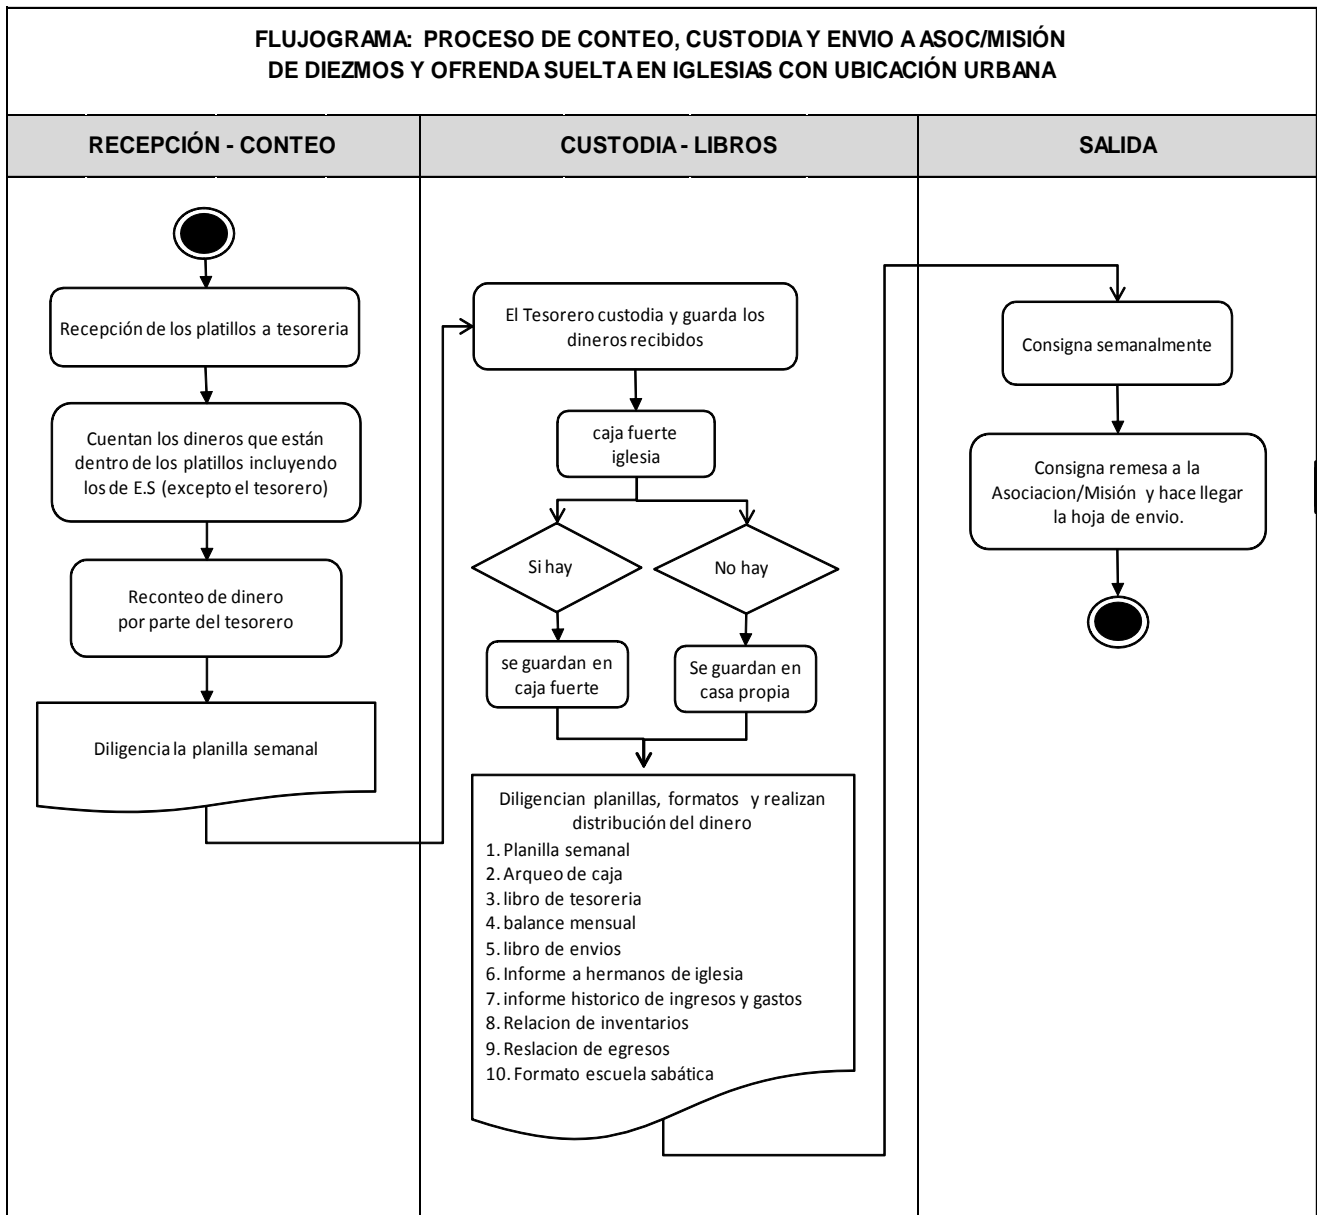 FLUJOGRAMA: PROCESO DE CONTEO, CUSTODIA Y ENVIO A ASOC/MISIÓN
DE DIEZMOS Y OFRENDA SUELTA EN IGLESIAS CON UBICACIÓN URBANA
RECEPCIÓN - CONTEO
CUSTODIA - LIBROS
SALIDA
Recepción de los platillos a tesoreria
Cuentan los dineros que están
dentro de los platillos incluyendo
los de E.S (excepto el tesorero)
Reconteo de dinero
por parte del tesorero
Diligencia la planilla semanal
El Tesorero custodia y guarda los
dineros recibidos
caja fuerte
iglesia
Si hay
No hay
se guardan en
caja fuerte
Se guardan en
casa propia
Diligencian planillas, formatos y realizan
distribución del dinero
1. Planilla semanal
2. Arqueo de caja
3. libro de tesoreria
4. balance mensual
5. libro de envios
6. Informe a hermanos de iglesia
7. informe historico de ingresos y gastos
8. Relacion de inventarios
9. Reslacion de egresos
10. Formato escuela sabática
Consigna semanalmente
Consigna remesa a la
Asociacion/Misión y hace llegar
la hoja de envio.